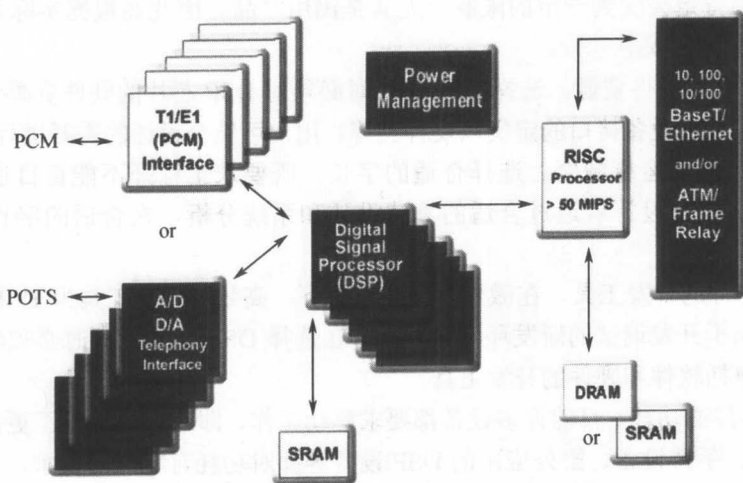 PCM
T1/E1
(PCM)
Interface
or
POTS
A/D
D/A
Telephony
Interface
Power
Management
Digital
Signal
Processor
(DSP)
SRAM
RISC
Processor
> 50 MIPS
DRAM
or
SRAM
10, 100,
10/100
BaseT/
Ethernet
and/or
ATM/
Frame
Relay